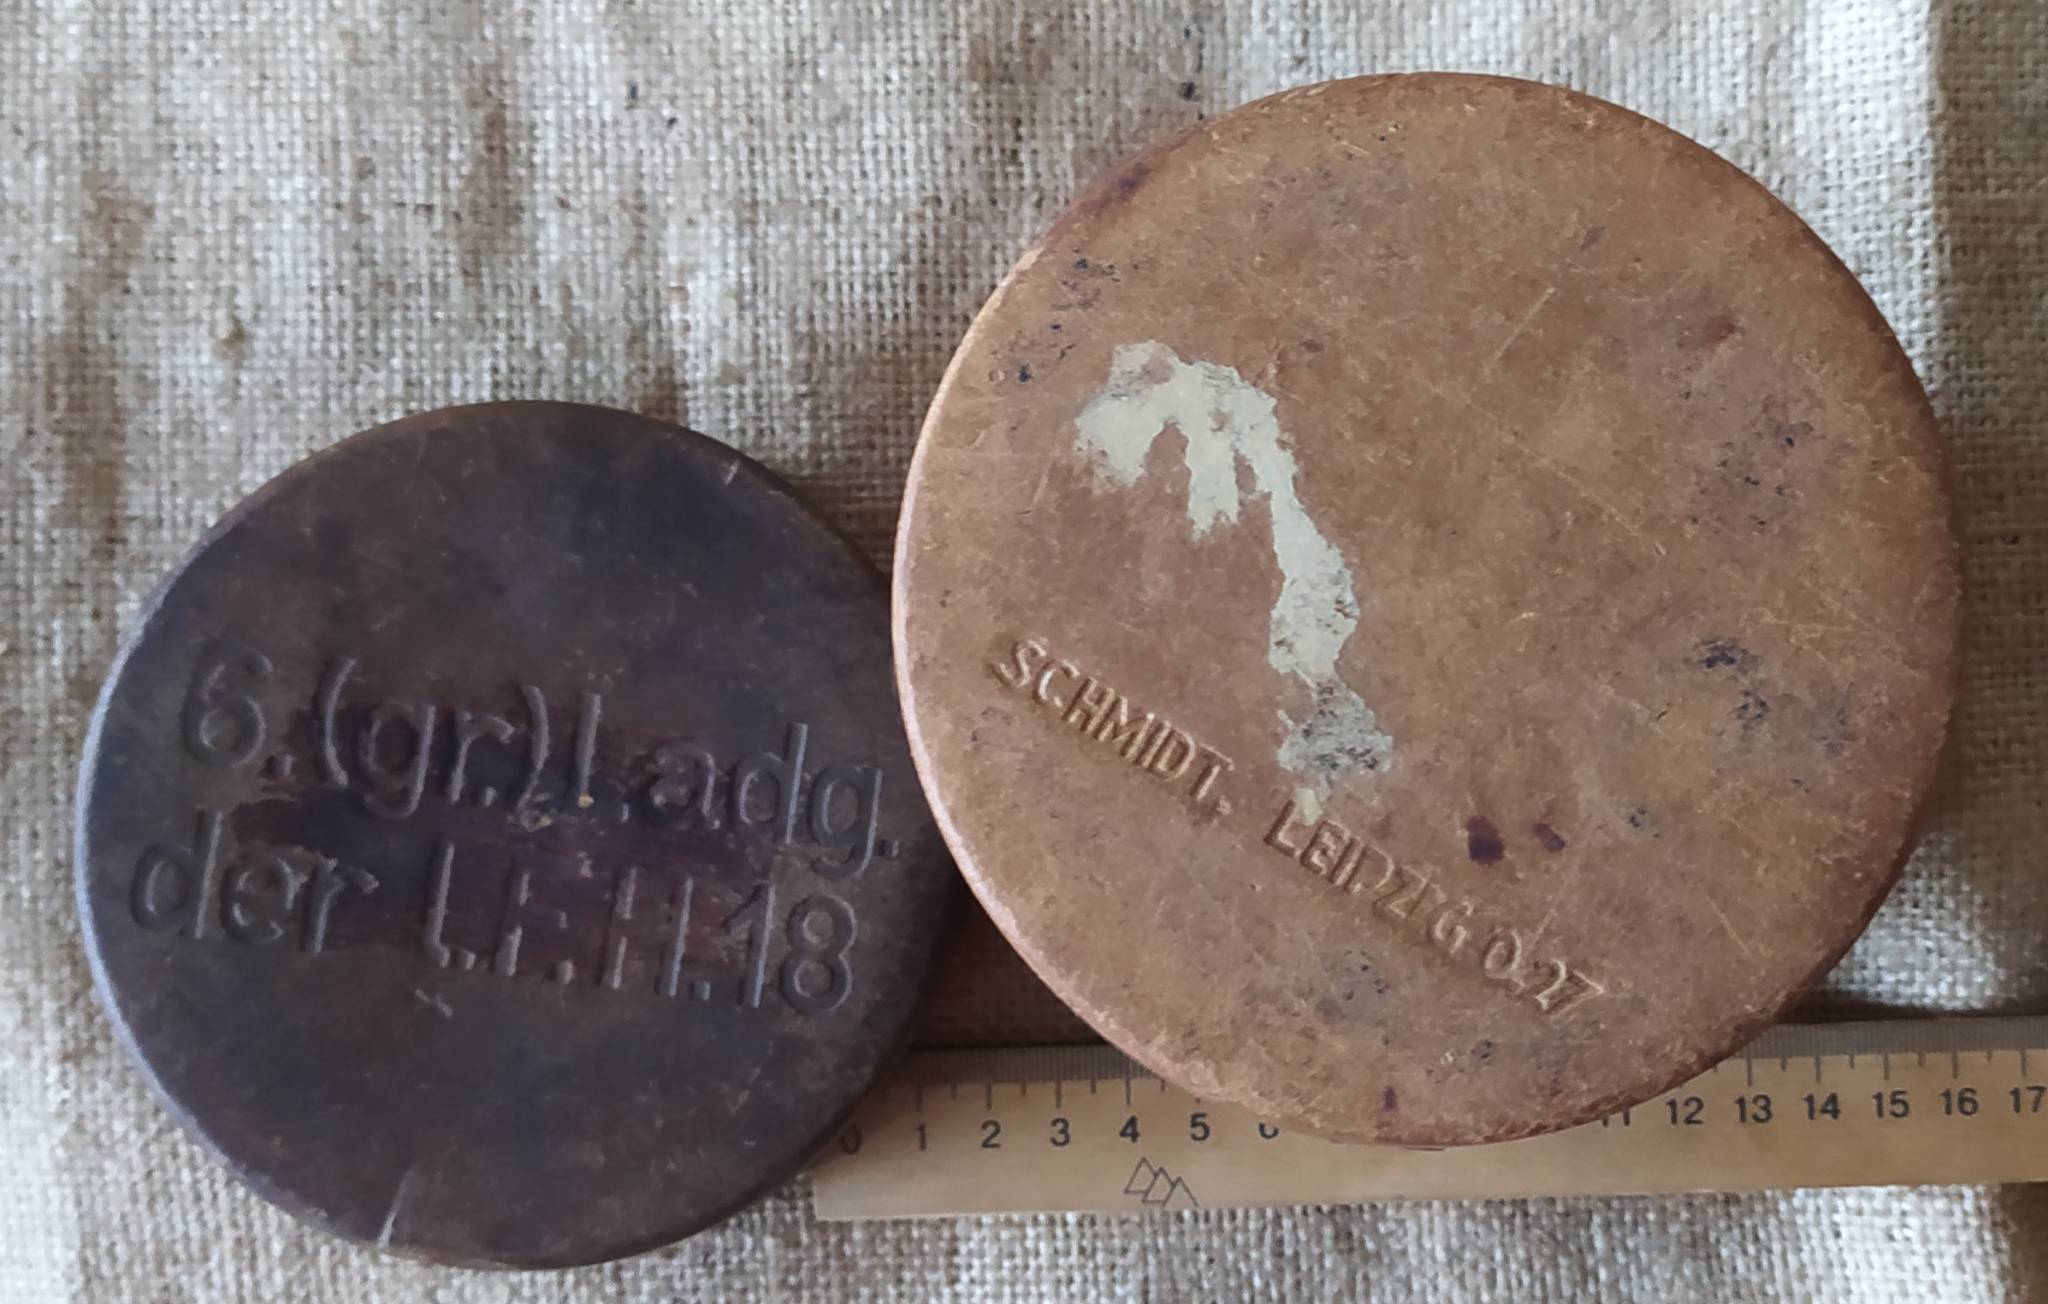 6.(gr.)Ladg.
der l.F.H.18
SCHMIDT, LEIPZIG 0,27
0 1 2 3 4 5 6 11 12 13 14 15 16 17